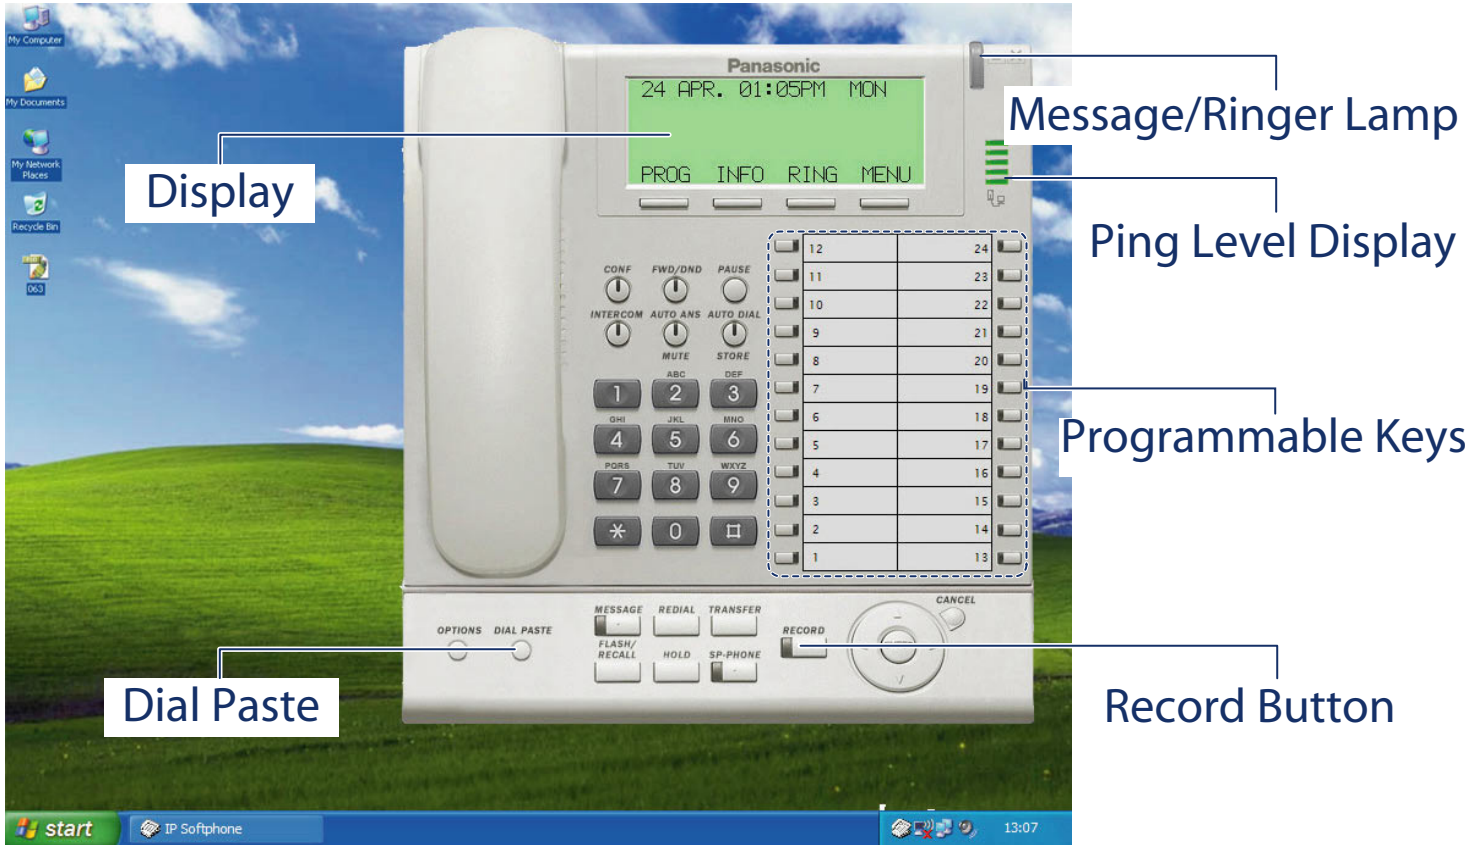 My Computer
My Documents
My Network
Places
Recycle Bin
063
Panasonic
24 APR. 01:05PM MON
PROG INFO RING MENU
Message/Ringer Lamp
Display
Ping Level Display
CONF FWD/DND PAUSE
INTERCOM AUTO ANS AUTO DIAL
MUTE STORE
12 24
11 23
10 22
9 21
8 20
7 19
6 18
5 17
4 16
3 15
2 14
1 13
Programmable Keys
ABC DEF
1 2 3
GHI JKL MNO
4 5 6
PQRS TUV WXYZ
7 8 9
* 0 #
CANCEL
MESSAGE REDIAL TRANSFER
OPTIONS DIAL PASTE
RECORD
FLASH/
RECALL HOLD SP-PHONE
Dial Paste
Record Button
start
IP Softphone
13:07